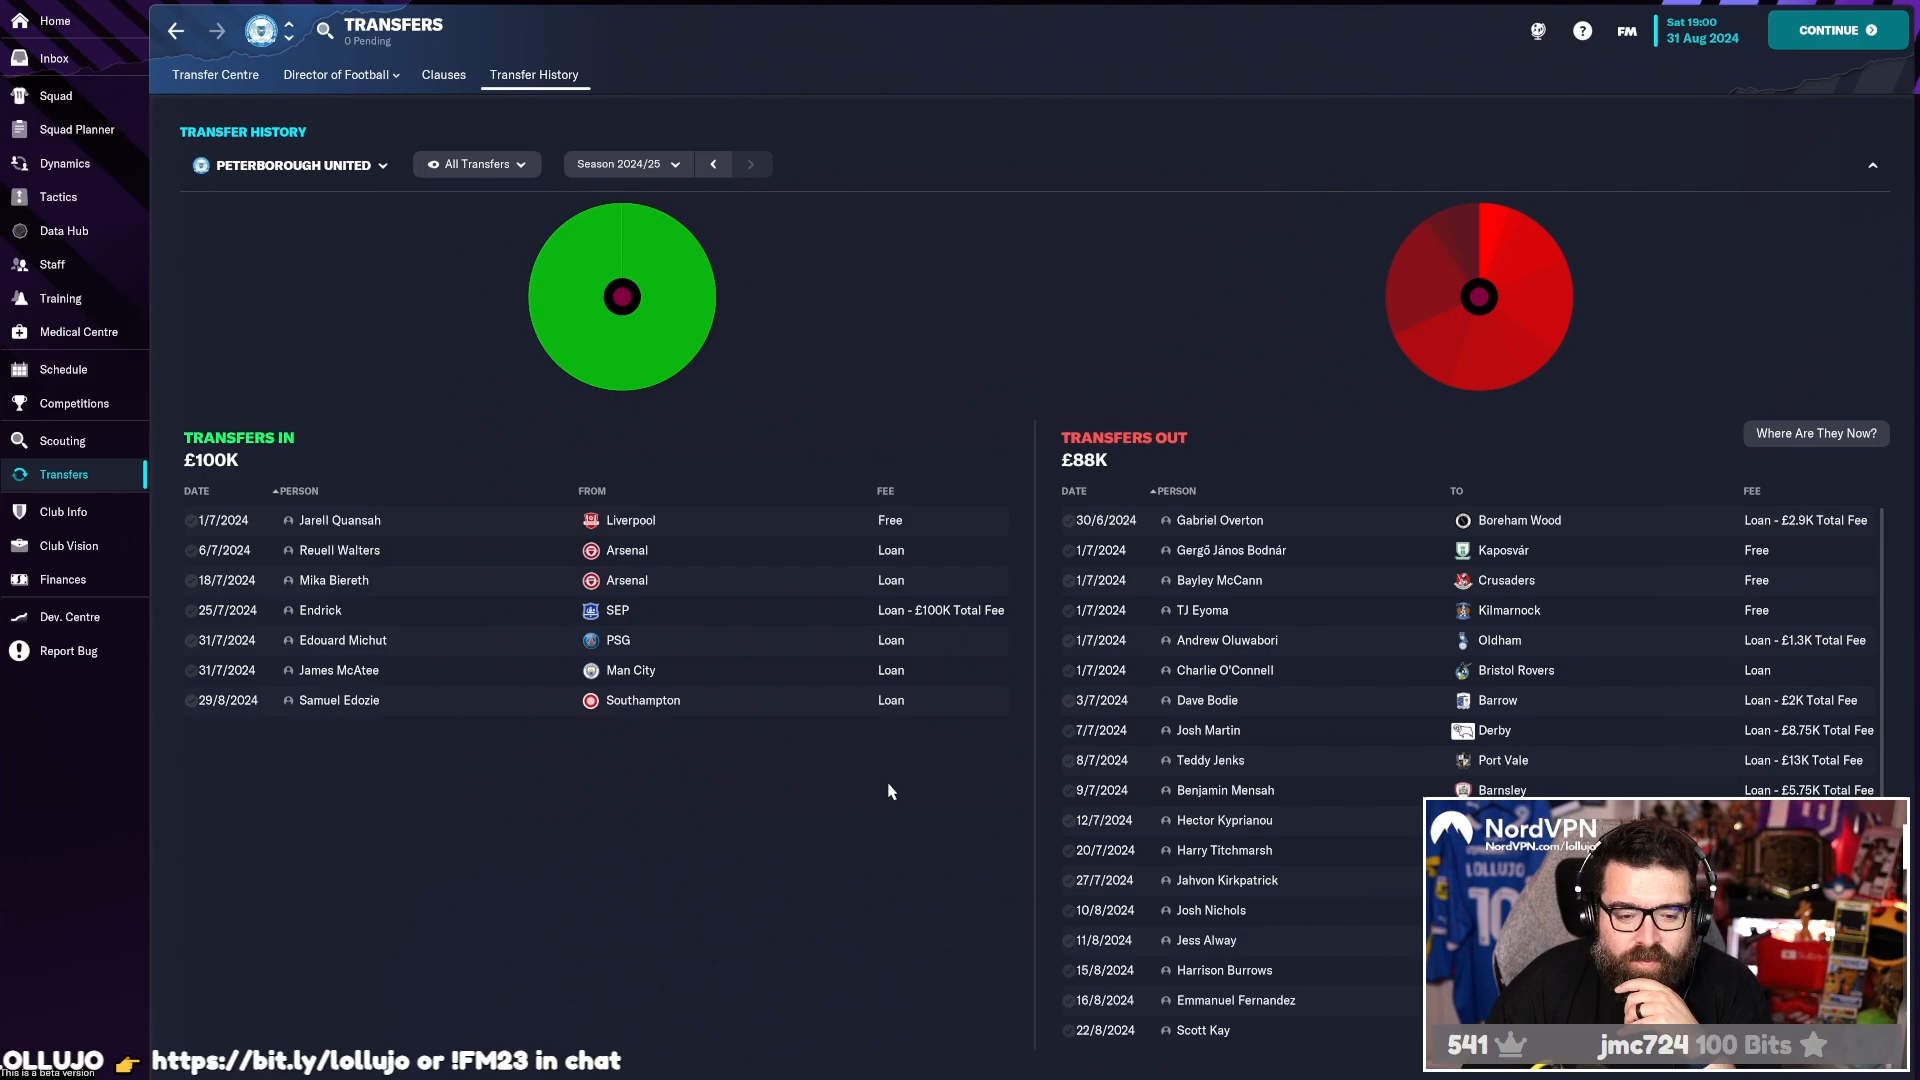 Home
Inbox
Squad
Squad Planner
Dynamics
Tactics
Data Hub
Staff
Training
Medical Centre
Schedule
Competitions
Scouting
Transfers
Club Info
Club Vision
Finances
Dev. Centre
Report Bug
TRANSFERS
0 Pending
FM
Sat 19:00
31 Aug 2024
CONTINUE
Transfer Centre
Director of Football
Clauses
Transfer History
TRANSFER HISTORY
PETERBOROUGH UNITED
All Transfers
Season 2024/25
TRANSFERS IN
£100K
DATE PERSON FROM FEE
1/7/2024 Jarell Quansah Liverpool Free
6/7/2024 Reuell Walters Arsenal Loan
18/7/2024 Mika Biereth Arsenal Loan
25/7/2024 Endrick SEP Loan - £100K Total Fee
31/7/2024 Edouard Michut PSG Loan
31/7/2024 James McAtee Man City Loan
29/8/2024 Samuel Edozie Southampton Loan
TRANSFERS OUT
£88K
Where Are They Now?
DATE PERSON TO FEE
30/6/2024 Gabriel Overton Boreham Wood Loan - £2.9K Total Fee
1/7/2024 Gergő János Bodnár Kaposvár Free
1/7/2024 Bayley McCann Crusaders Free
1/7/2024 TJ Eyoma Kilmarnock Free
1/7/2024 Andrew Oluwabori Oldham Loan - £1.3K Total Fee
1/7/2024 Charlie O'Connell Bristol Rovers Loan
3/7/2024 Dave Bodie Barrow Loan - £2K Total Fee
7/7/2024 Josh Martin Derby Loan - £8.75K Total Fee
8/7/2024 Teddy Jenks Port Vale Loan - £13K Total Fee
9/7/2024 Benjamin Mensah Barnsley Loan - £5.75K Total Fee
12/7/2024 Hector Kyprianou
20/7/2024 Harry Titchmarsh
27/7/2024 Jahvon Kirkpatrick
10/8/2024 Josh Nichols
11/8/2024 Jess Alway
15/8/2024 Harrison Burrows
16/8/2024 Emmanuel Fernandez
22/8/2024 Scott Kay
NordVPN
NordVPN.com/lollujo
LOLLUJO
10
541
jmc724 100 Bits
OLLUJO 👉 https://bit.ly/lollujo or !FM23 in chat
This is a beta version